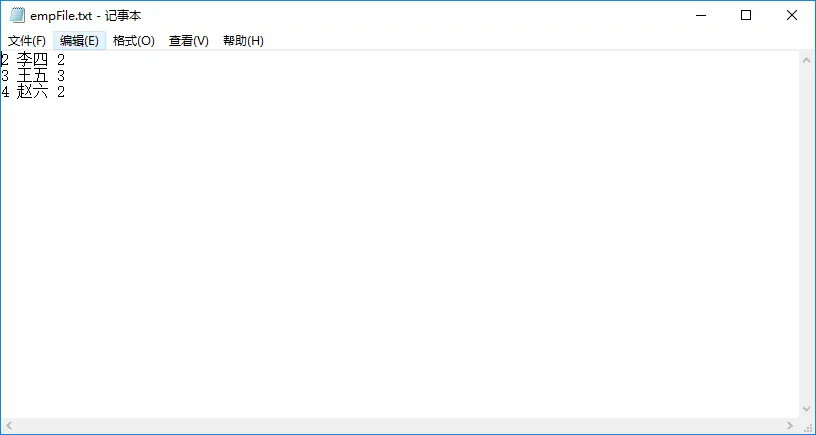 empFile.txt - 记事本
文件(F) 编辑(E) 格式(O) 查看(V) 帮助(H)
2 李四 2
3 王五 3
4 赵六 2